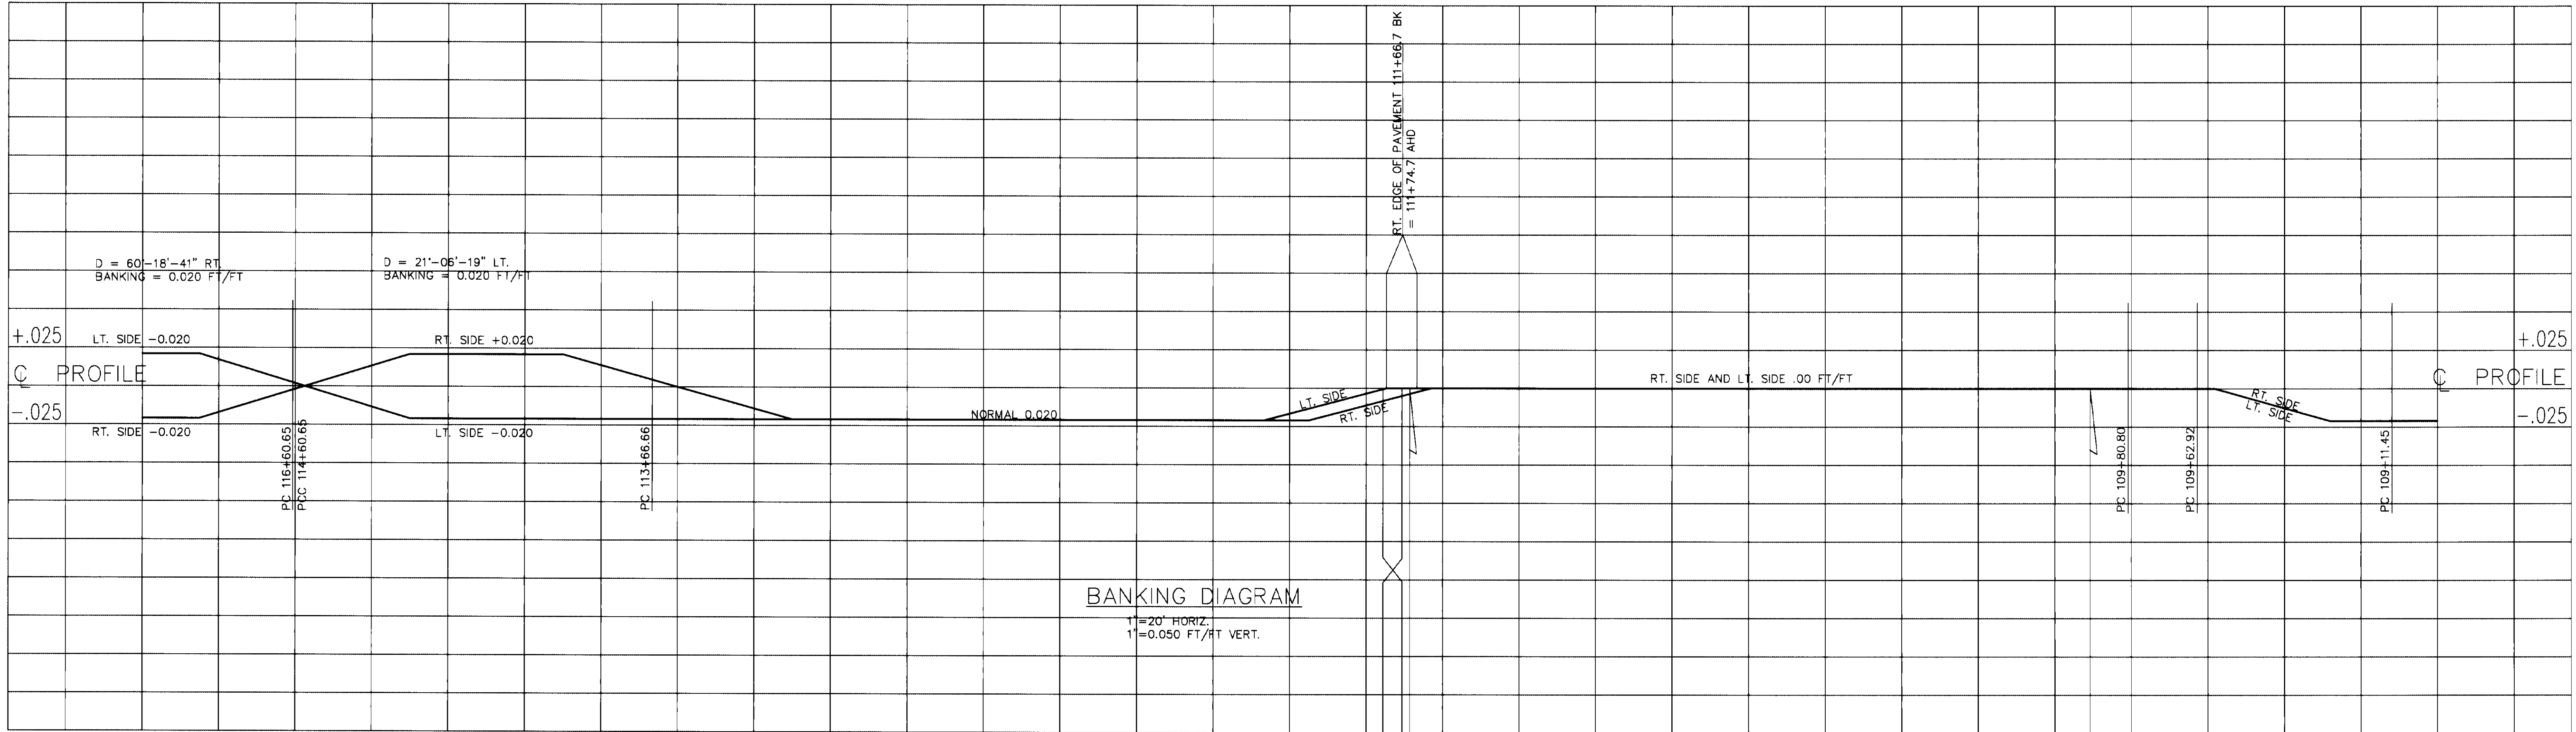 RT. EDGE OF PAVEMENT 111+66.7 BK
= 111+74.7 AHD
D = 60°-18'-41" RT.
BANKING = 0.020 FT/FT
D = 21°-06'-19" LT.
BANKING = 0.020 FT/FT
+.025
LT. SIDE -0.020
RT. SIDE +0.020
+.025
℄ PROFILE
RT. SIDE AND LT. SIDE .00 FT/FT
℄ PROFILE
LT. SIDE
RT. SIDE
RT. SIDE
LT. SIDE
-.025
NORMAL 0.020
-.025
RT. SIDE -0.020
LT. SIDE -0.020
PC 116+60.65
PCC 114+60.65
PC 113+66.66
PC 109+80.80
PC 109+62.92
PC 109+11.45
BANKING DIAGRAM
1"=20' HORIZ.
1"=0.050 FT/FT VERT.